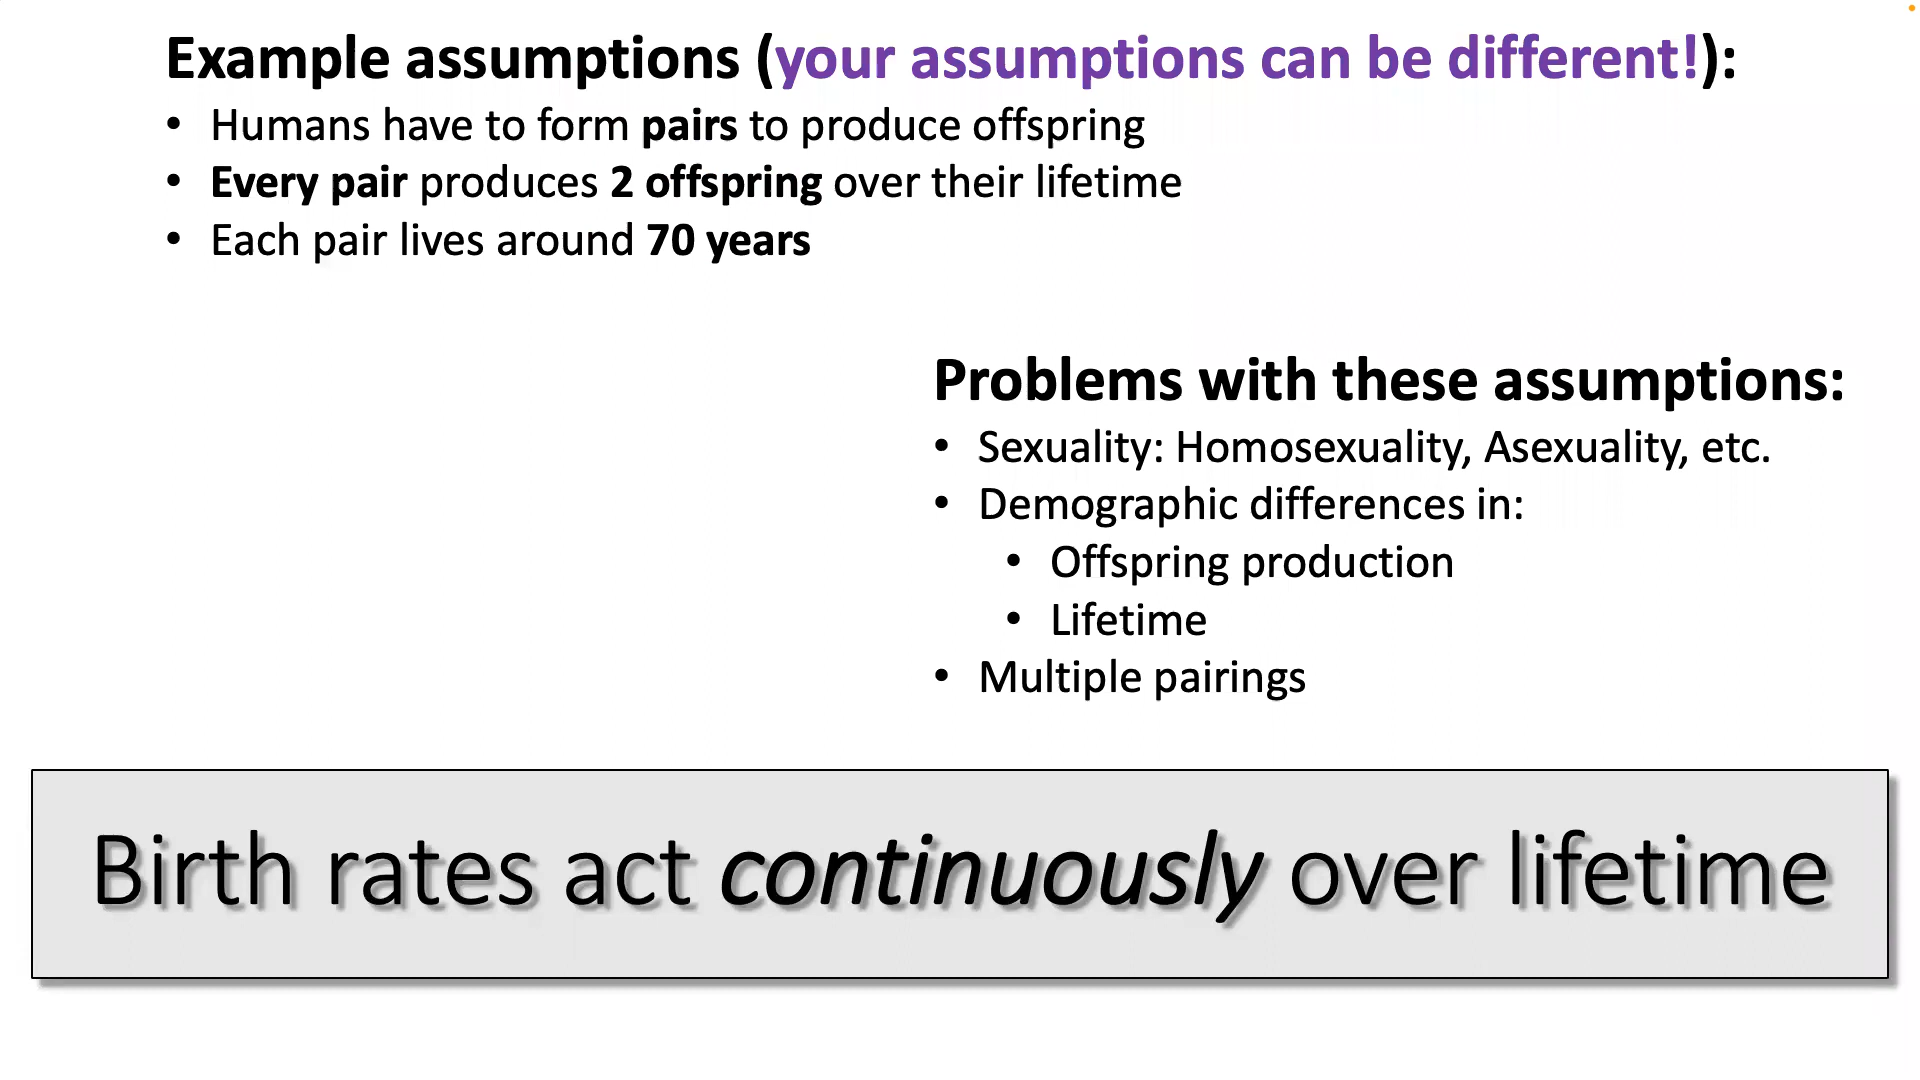 Example assumptions (your assumptions can be different!):
• Humans have to form pairs to produce offspring
• Every pair produces 2 offspring over their lifetime
• Each pair lives around 70 years
Problems with these assumptions:
• Sexuality: Homosexuality, Asexuality, etc.
• Demographic differences in:
• Offspring production
• Lifetime
• Multiple pairings
Birth rates act continuously over lifetime